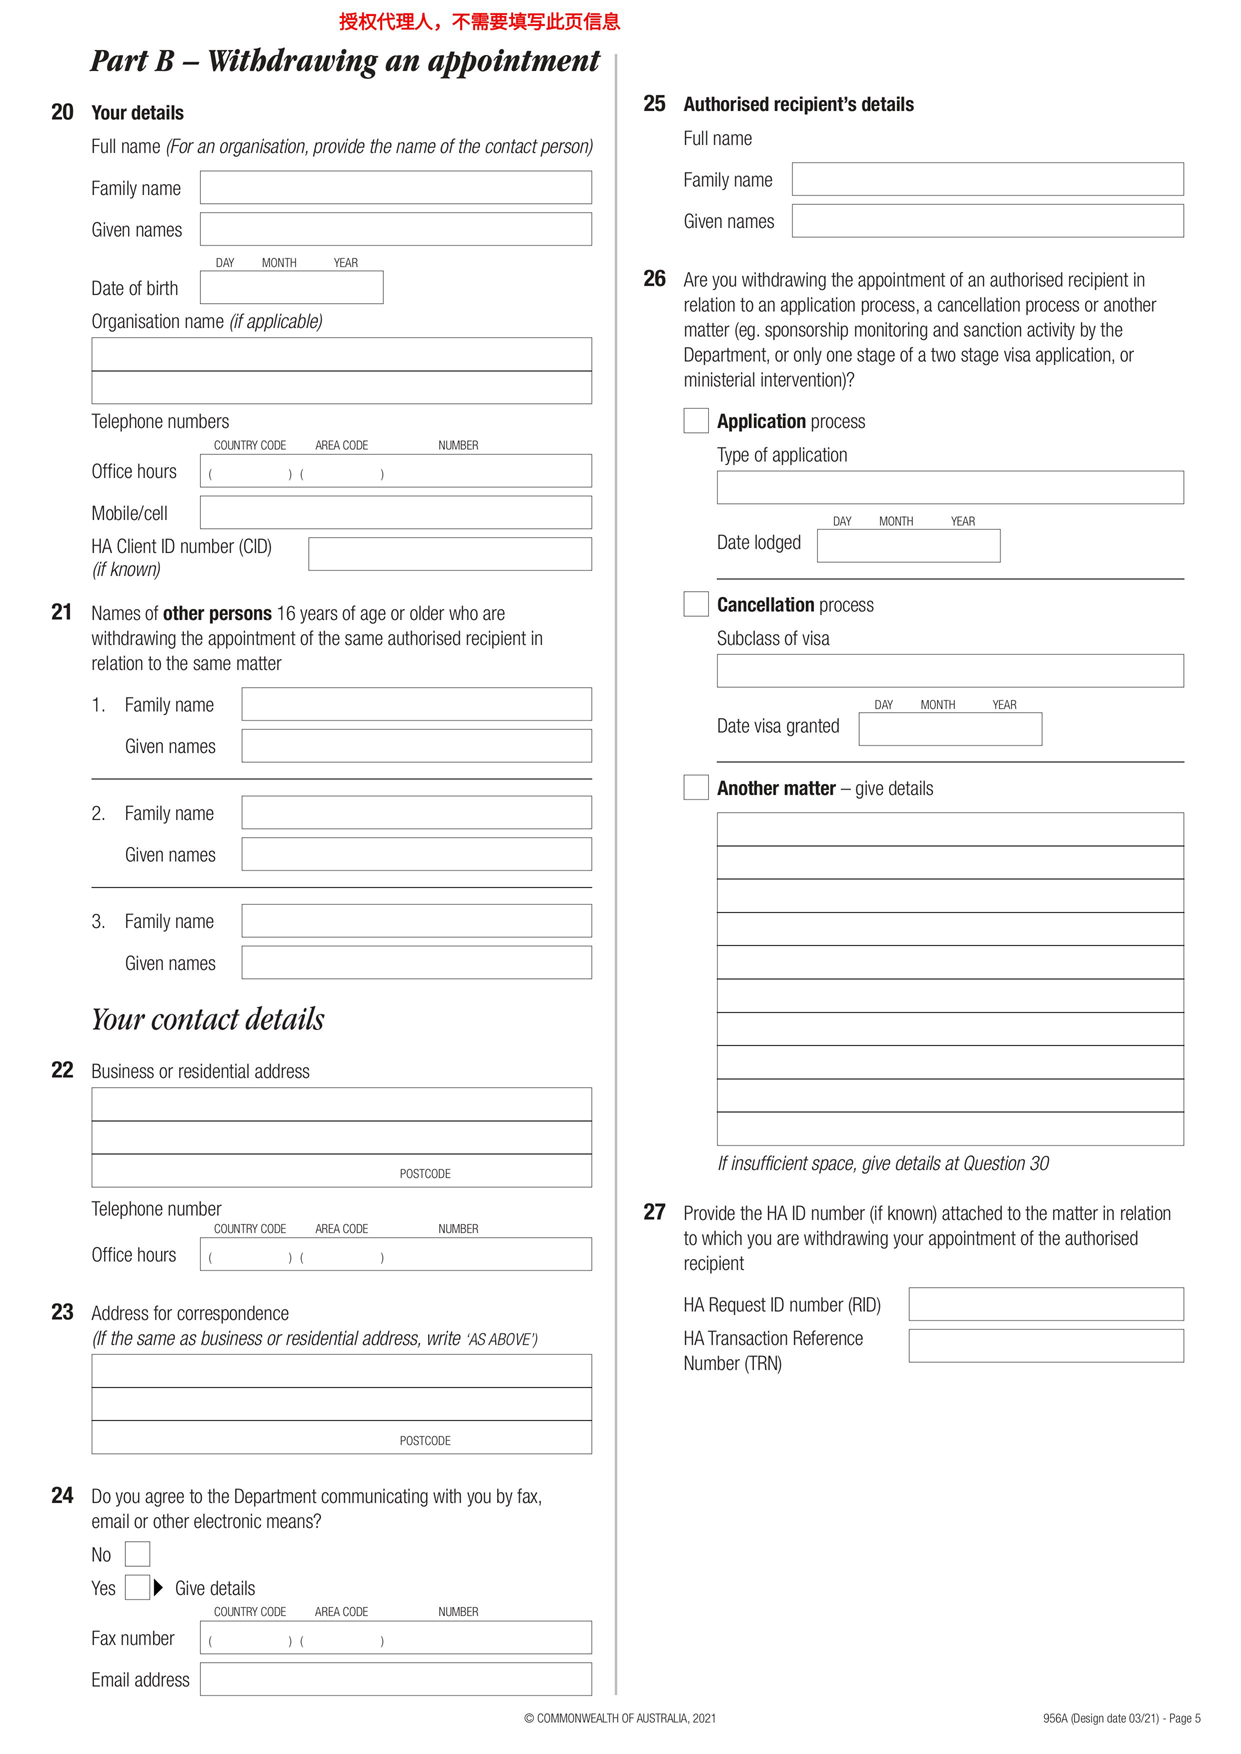 授权代理人，不需要填写此页信息
Part B – Withdrawing an appointment
20 Your details
Full name (For an organisation, provide the name of the contact person)
Family name
Given names
DAY MONTH YEAR
Date of birth
Organisation name (if applicable)
Telephone numbers
COUNTRY CODE AREA CODE NUMBER
Office hours ( ) ( )
Mobile/cell
HA Client ID number (CID)
(if known)
21 Names of other persons 16 years of age or older who are
withdrawing the appointment of the same authorised recipient in
relation to the same matter
1. Family name
Given names
2. Family name
Given names
3. Family name
Given names
Your contact details
22 Business or residential address
POSTCODE
Telephone number
COUNTRY CODE AREA CODE NUMBER
Office hours ( ) ( )
23 Address for correspondence
(If the same as business or residential address, write ‘AS ABOVE’)
POSTCODE
24 Do you agree to the Department communicating with you by fax,
email or other electronic means?
No
Yes Give details
COUNTRY CODE AREA CODE NUMBER
Fax number ( ) ( )
Email address
25 Authorised recipient’s details
Full name
Family name
Given names
26 Are you withdrawing the appointment of an authorised recipient in
relation to an application process, a cancellation process or another
matter (eg. sponsorship monitoring and sanction activity by the
Department, or only one stage of a two stage visa application, or
ministerial intervention)?
Application process
Type of application
DAY MONTH YEAR
Date lodged
Cancellation process
Subclass of visa
DAY MONTH YEAR
Date visa granted
Another matter – give details
If insufficient space, give details at Question 30
27 Provide the HA ID number (if known) attached to the matter in relation
to which you are withdrawing your appointment of the authorised
recipient
HA Request ID number (RID)
HA Transaction Reference
Number (TRN)
© COMMONWEALTH OF AUSTRALIA, 2021
956A (Design date 03/21) - Page 5